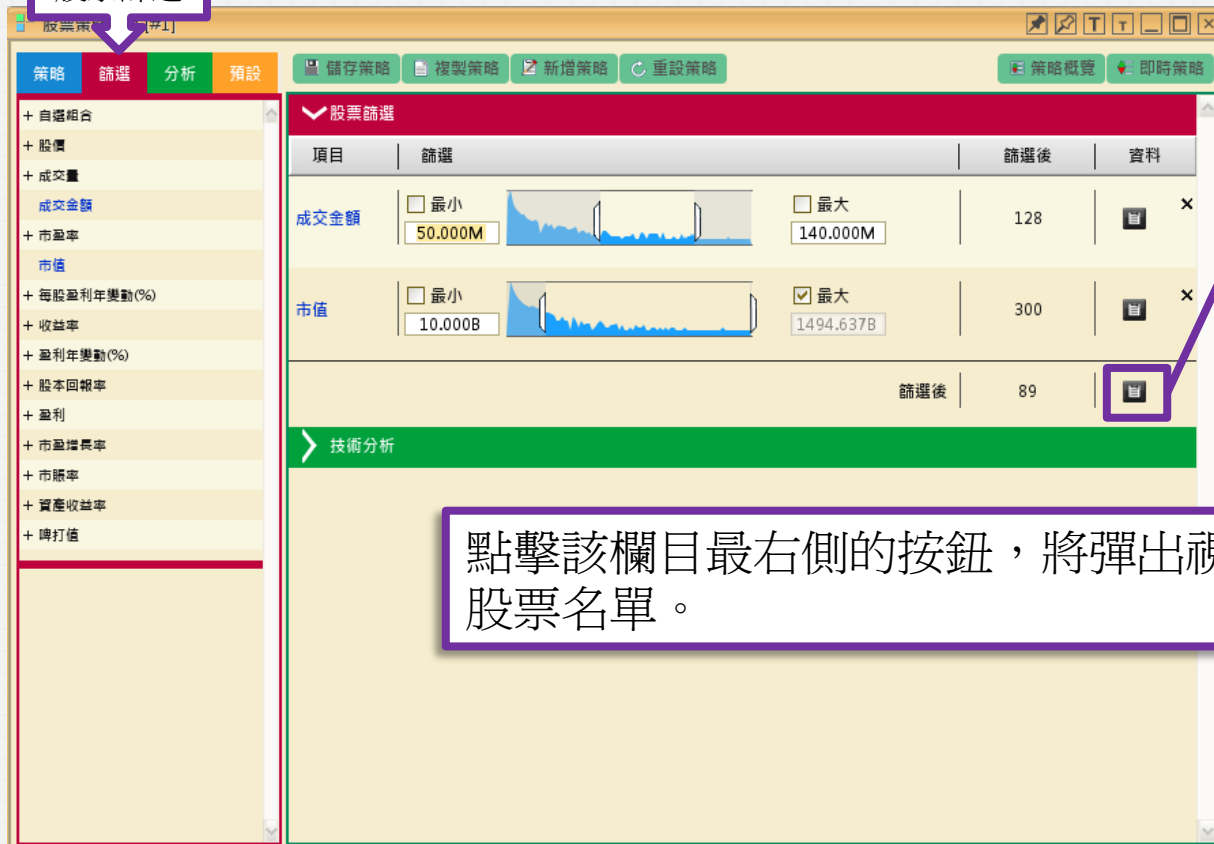 股票篩選
股票策 [#1]
T T
策略 篩選 分析 預設
儲存策略 複製策略 新增策略 重設策略 策略概覽 即時策略
+ 自選組合
+ 股價
+ 成交量
成交金額
+ 市盈率
市值
+ 每股盈利年變動(%)
+ 收益率
+ 盈利年變動(%)
+ 股本回報率
+ 盈利
+ 市盈增長率
+ 市賬率
+ 資產收益率
+ 啤打值
股票篩選
項目 篩選 篩選後 資料
成交金額 最小 50.000M 最大 140.000M 128
市值 最小 10.000B 最大 1494.637B 300
篩選後 89
技術分析
點擊該欄目最右側的按鈕，將彈出視
股票名單。